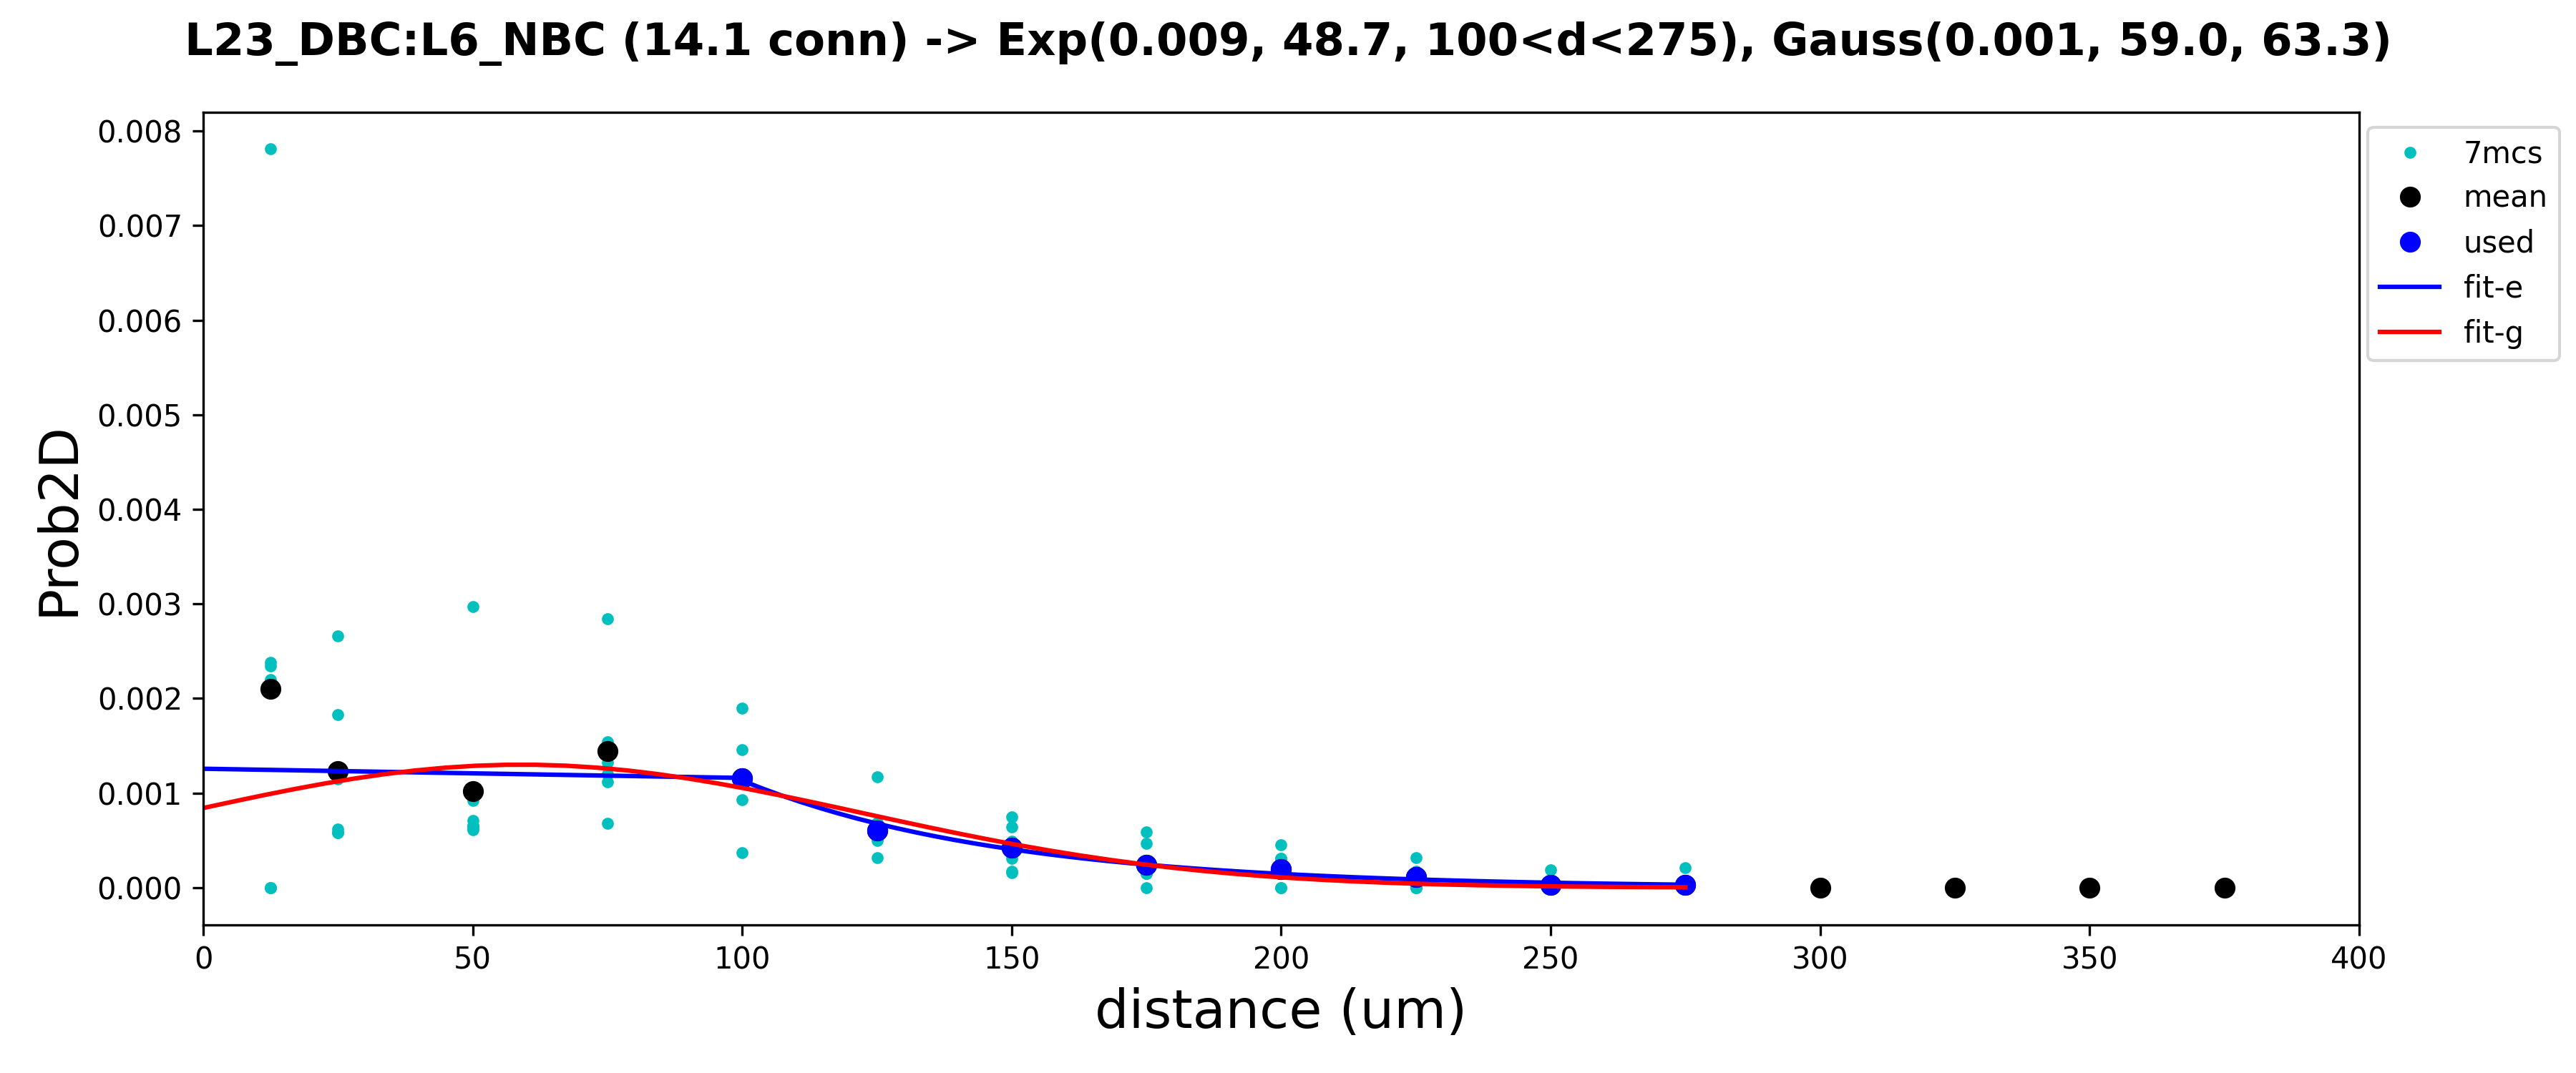 L23_DBC:L6_NBC (14.1 conn) -> Exp(0.009, 48.7, 100<d<275), Gauss(0.001, 59.0, 63.3)
0.008
0.007
0.006
0.005
0.004
0.003
0.002
0.001
0.000
Prob2D
0 50 100 150 200 250 300 350 400
distance (um)
7mcs
mean
used
fit-e
fit-g